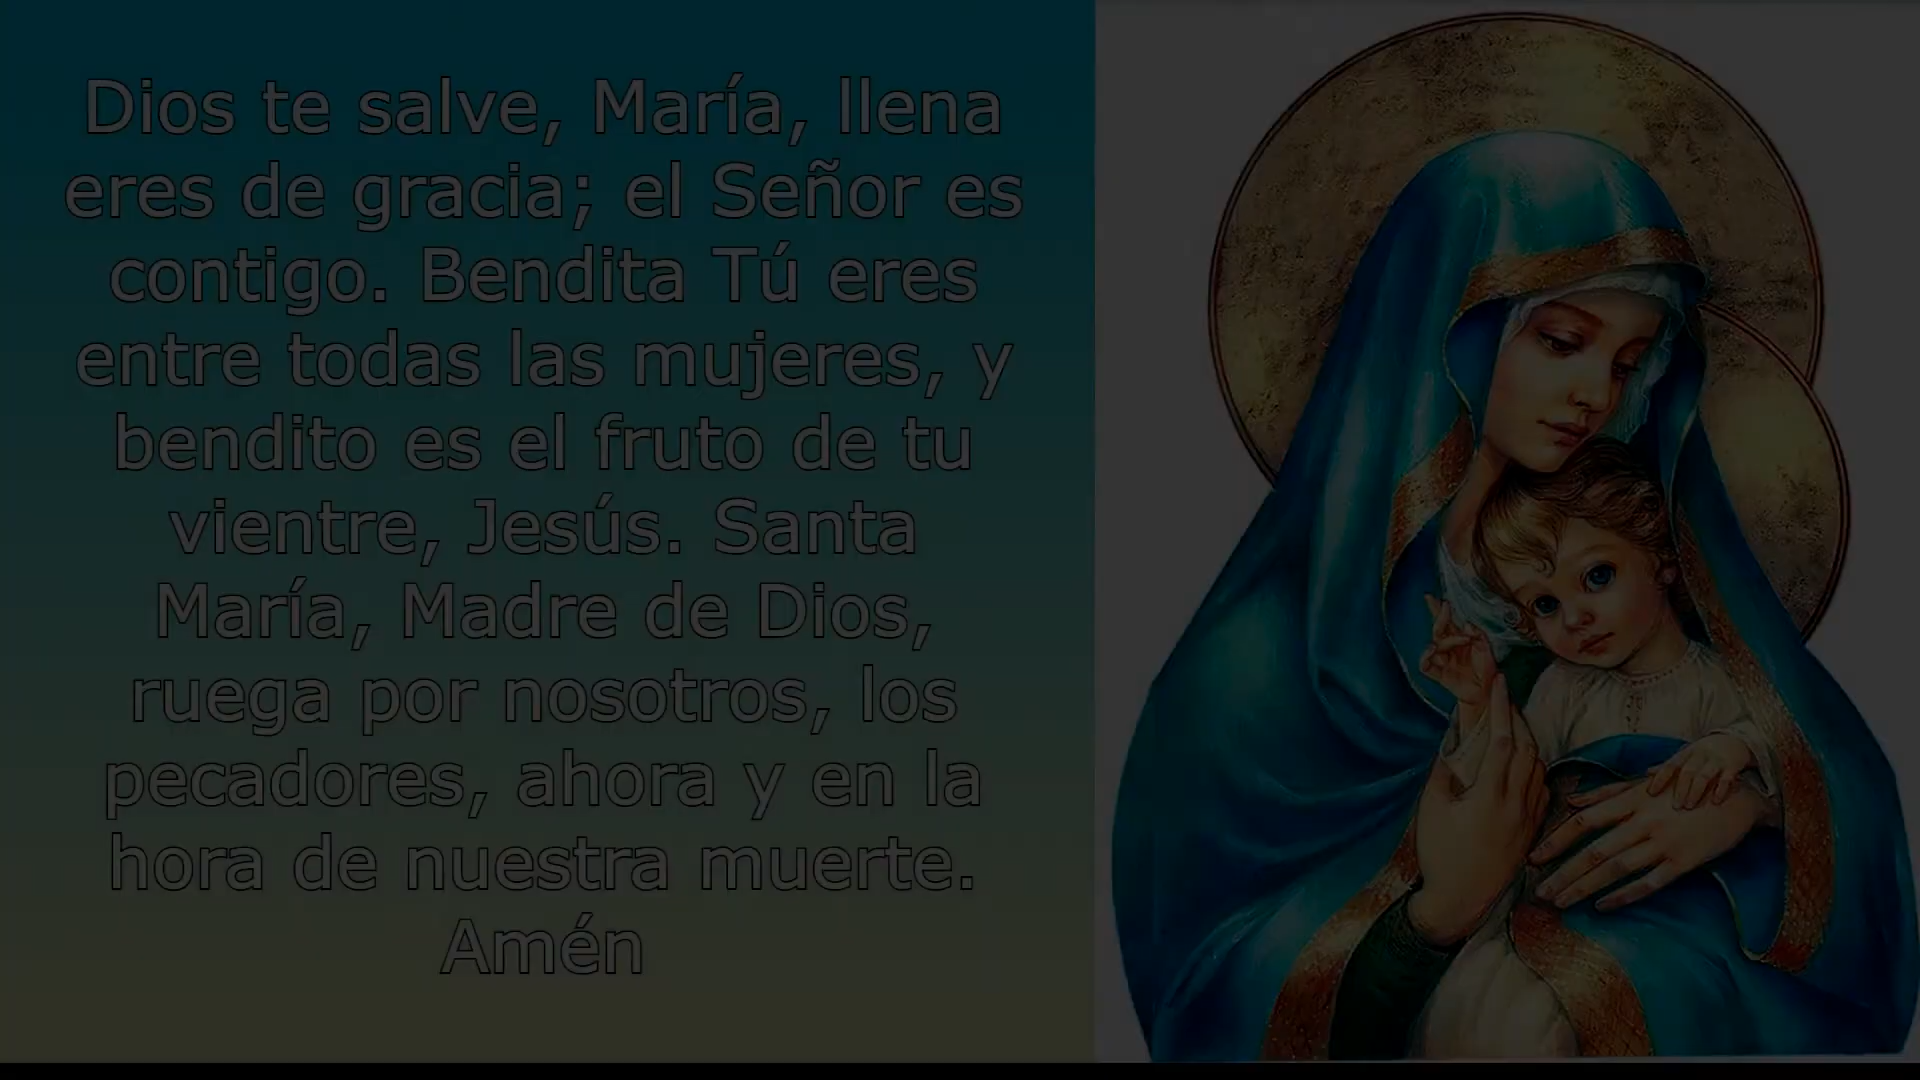 Dios te salve, María, llena
eres de gracia; el Señor es
contigo. Bendita Tú eres
entre todas las mujeres, y
bendito es el fruto de tu
vientre, Jesús. Santa
María, Madre de Dios,
ruega por nosotros, los
pecadores, ahora y en la
hora de nuestra muerte.
Amén